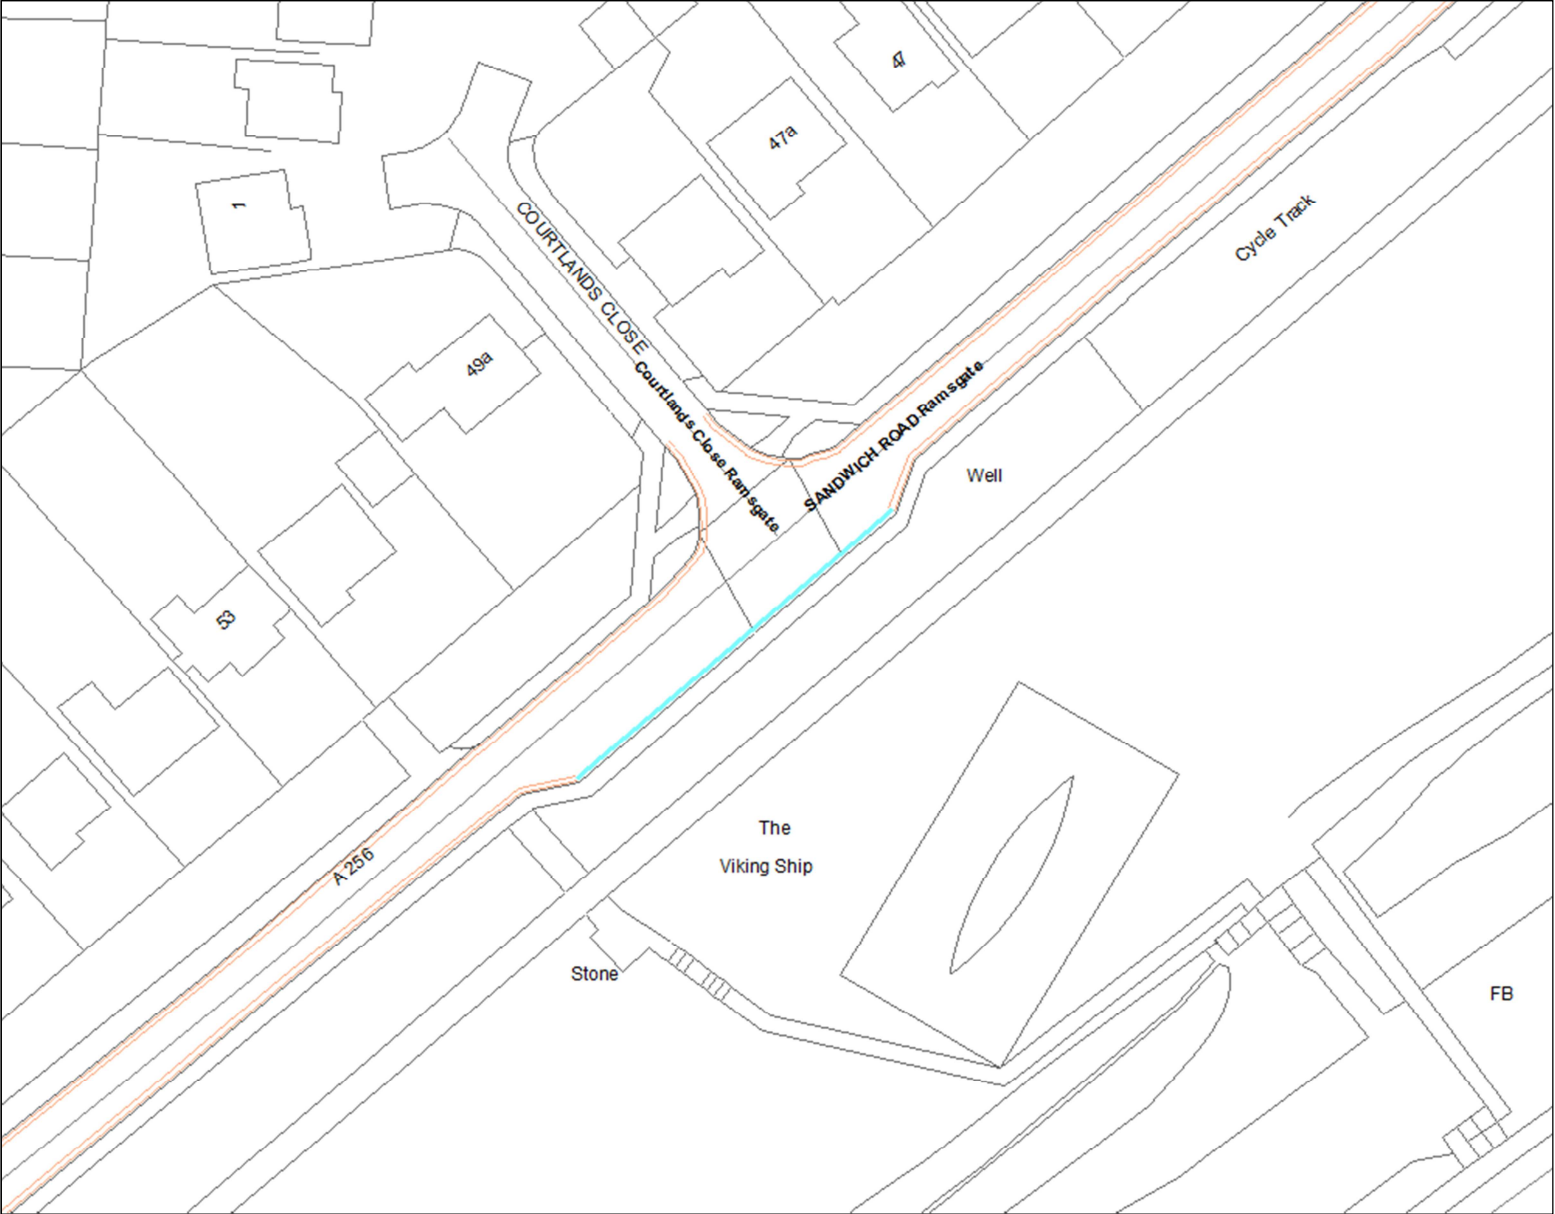 47
47a
1
Cycle Track
COURTLANDS CLOSE
49a
Courtlands Close Ramsgate
SANDWICH ROAD Ramsgate
Well
53
The
Viking Ship
A 256
Stone
FB